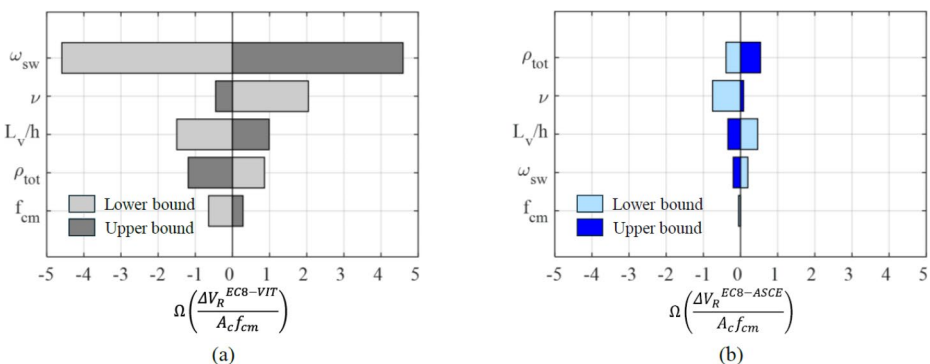 ω_sw
ν
L_v/h
ρ_tot
f_cm
Lower bound
Upper bound
-5 -4 -3 -2 -1 0 1 2 3 4 5
Ω(ΔV_R^EC8−VIT / A_c f_cm)
(a)
ρ_tot
ν
L_v/h
ω_sw
f_cm
Lower bound
Upper bound
-5 -4 -3 -2 -1 0 1 2 3 4 5
Ω(ΔV_R^EC8−ASCE / A_c f_cm)
(b)